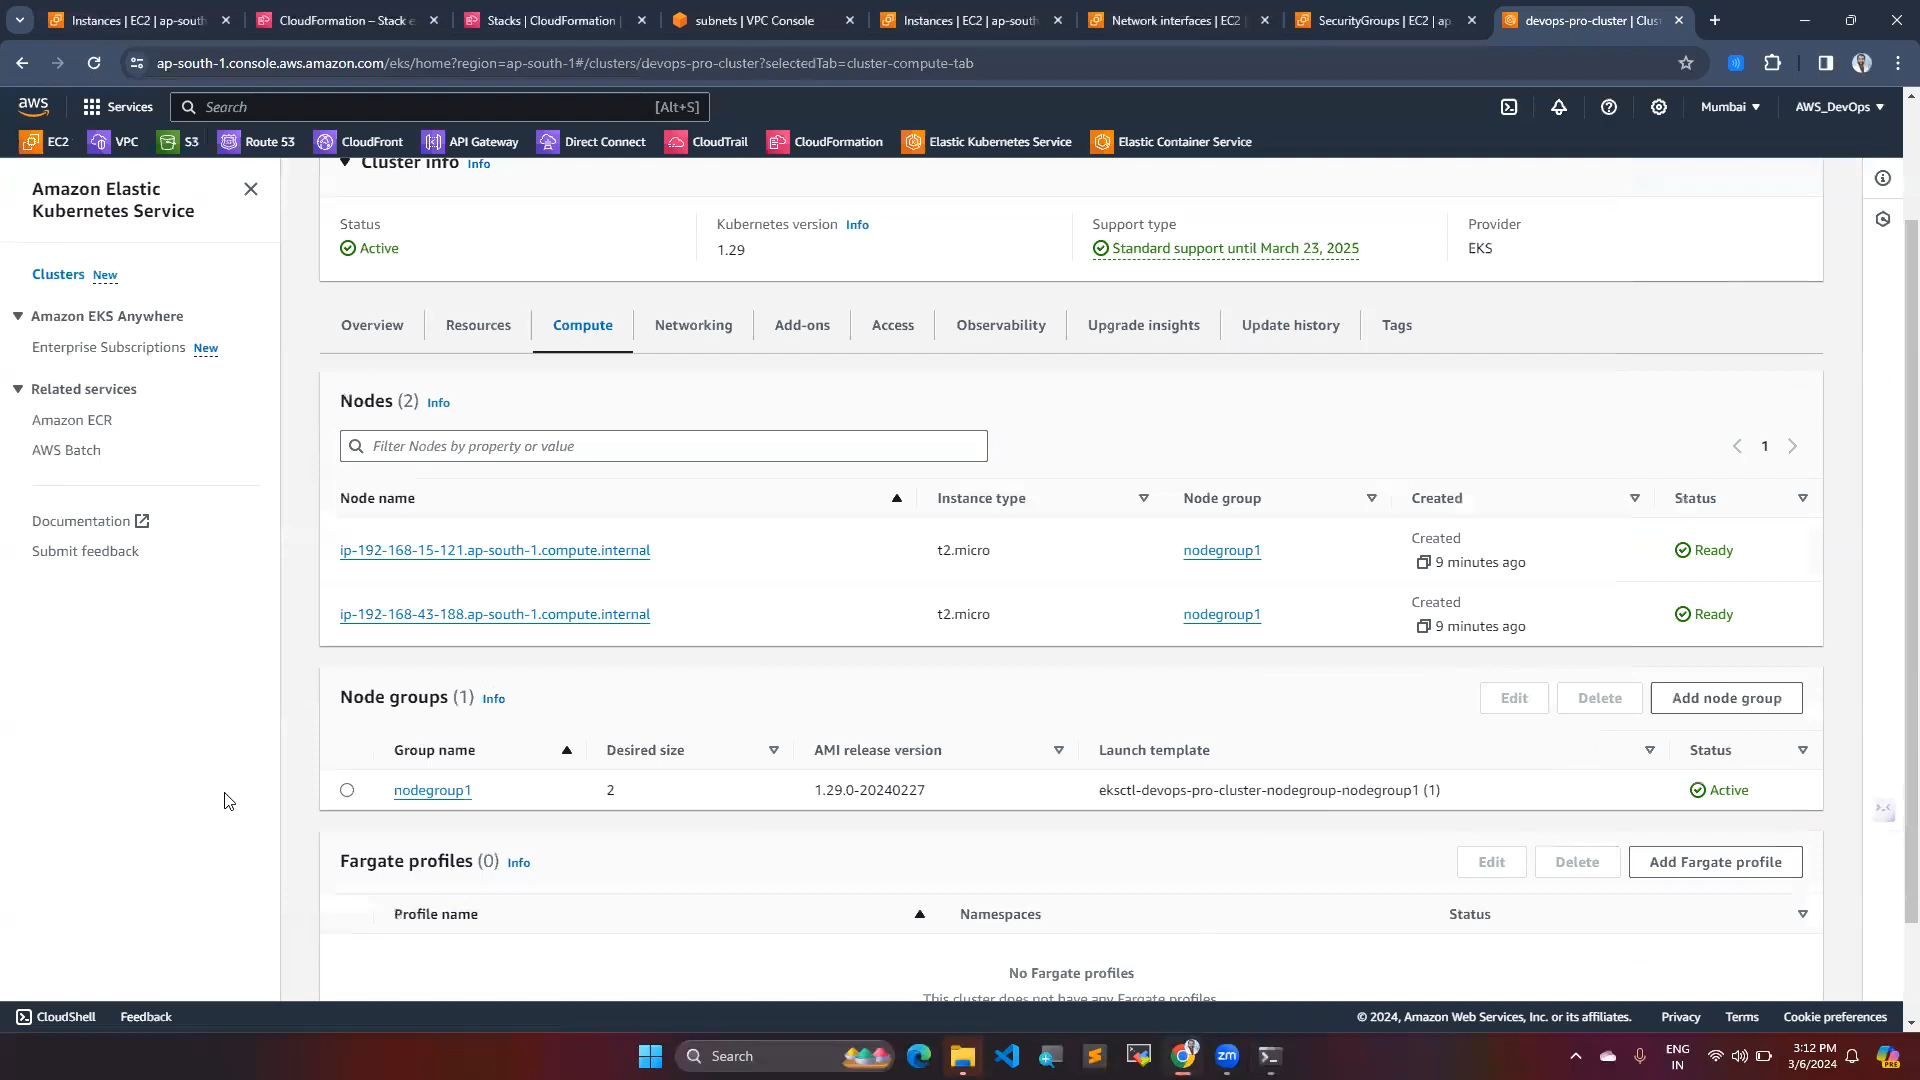 Instances | EC2 | ap-south
CloudFormation – Stack e
Stacks | CloudFormation |
subnets | VPC Console
Instances | EC2 | ap-south
Network interfaces | EC2
SecurityGroups | EC2 | ap
devops-pro-cluster | Clus
ap-south-1.console.aws.amazon.com/eks/home?region=ap-south-1#/clusters/devops-pro-cluster?selectedTab=cluster-compute-tab
aws
Services
Search
[Alt+S]
Mumbai
AWS_DevOps
EC2
VPC
S3
Route 53
CloudFront
API Gateway
Direct Connect
CloudTrail
CloudFormation
Elastic Kubernetes Service
Elastic Container Service
Amazon Elastic
Kubernetes Service
Clusters New
Amazon EKS Anywhere
Enterprise Subscriptions New
Related services
Amazon ECR
AWS Batch
Documentation
Submit feedback
Cluster info Info
Status
Active
Kubernetes version Info
1.29
Support type
Standard support until March 23, 2025
Provider
EKS
Overview
Resources
Compute
Networking
Add-ons
Access
Observability
Upgrade insights
Update history
Tags
Nodes (2) Info
Filter Nodes by property or value
1
Node name
Instance type
Node group
Created
Status
ip-192-168-15-121.ap-south-1.compute.internal
t2.micro
nodegroup1
Created
9 minutes ago
Ready
ip-192-168-43-188.ap-south-1.compute.internal
t2.micro
nodegroup1
Created
9 minutes ago
Ready
Node groups (1) Info
Edit
Delete
Add node group
Group name
Desired size
AMI release version
Launch template
Status
nodegroup1
2
1.29.0-20240227
eksctl-devops-pro-cluster-nodegroup-nodegroup1 (1)
Active
Fargate profiles (0) Info
Edit
Delete
Add Fargate profile
Profile name
Namespaces
Status
No Fargate profiles
This cluster does not have any Fargate profiles.
CloudShell
Feedback
© 2024, Amazon Web Services, Inc. or its affiliates.
Privacy
Terms
Cookie preferences
Search
zm
PRE
ENG
IN
3:12 PM
3/6/2024